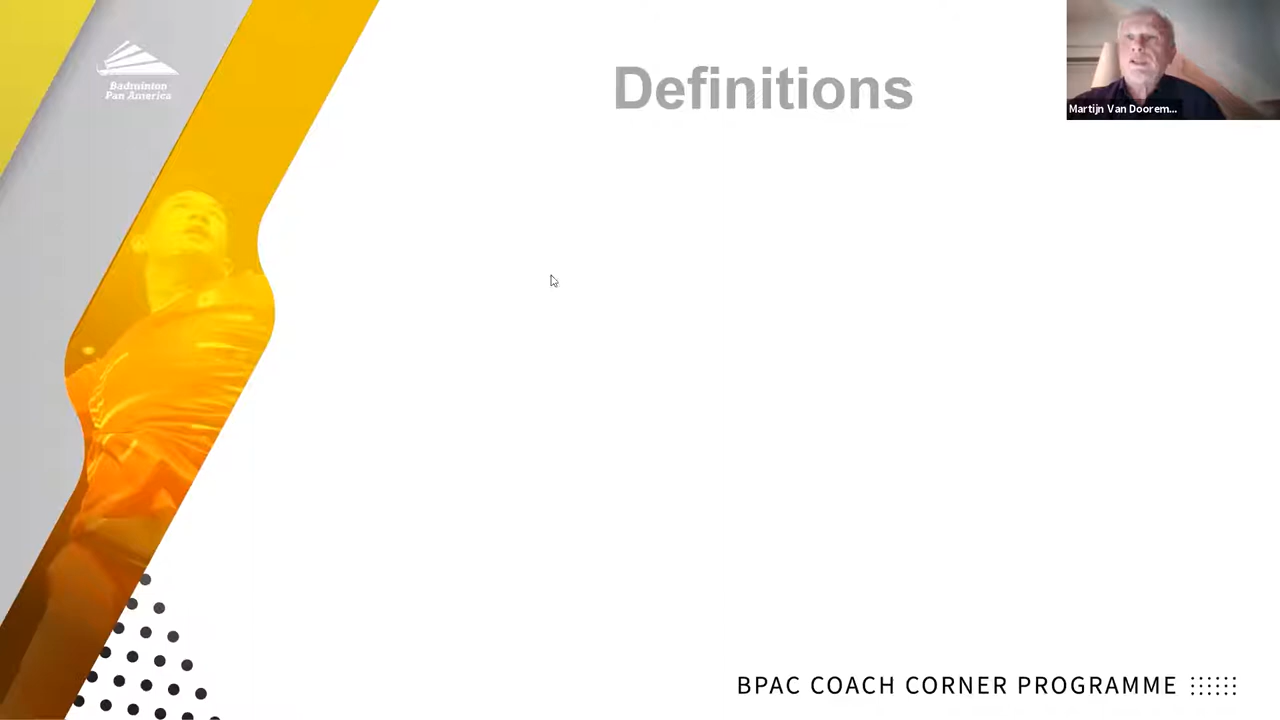 Badminton
Pan America
Definitions
Martijn Van Doorem...
BPAC COACH CORNER PROGRAMME